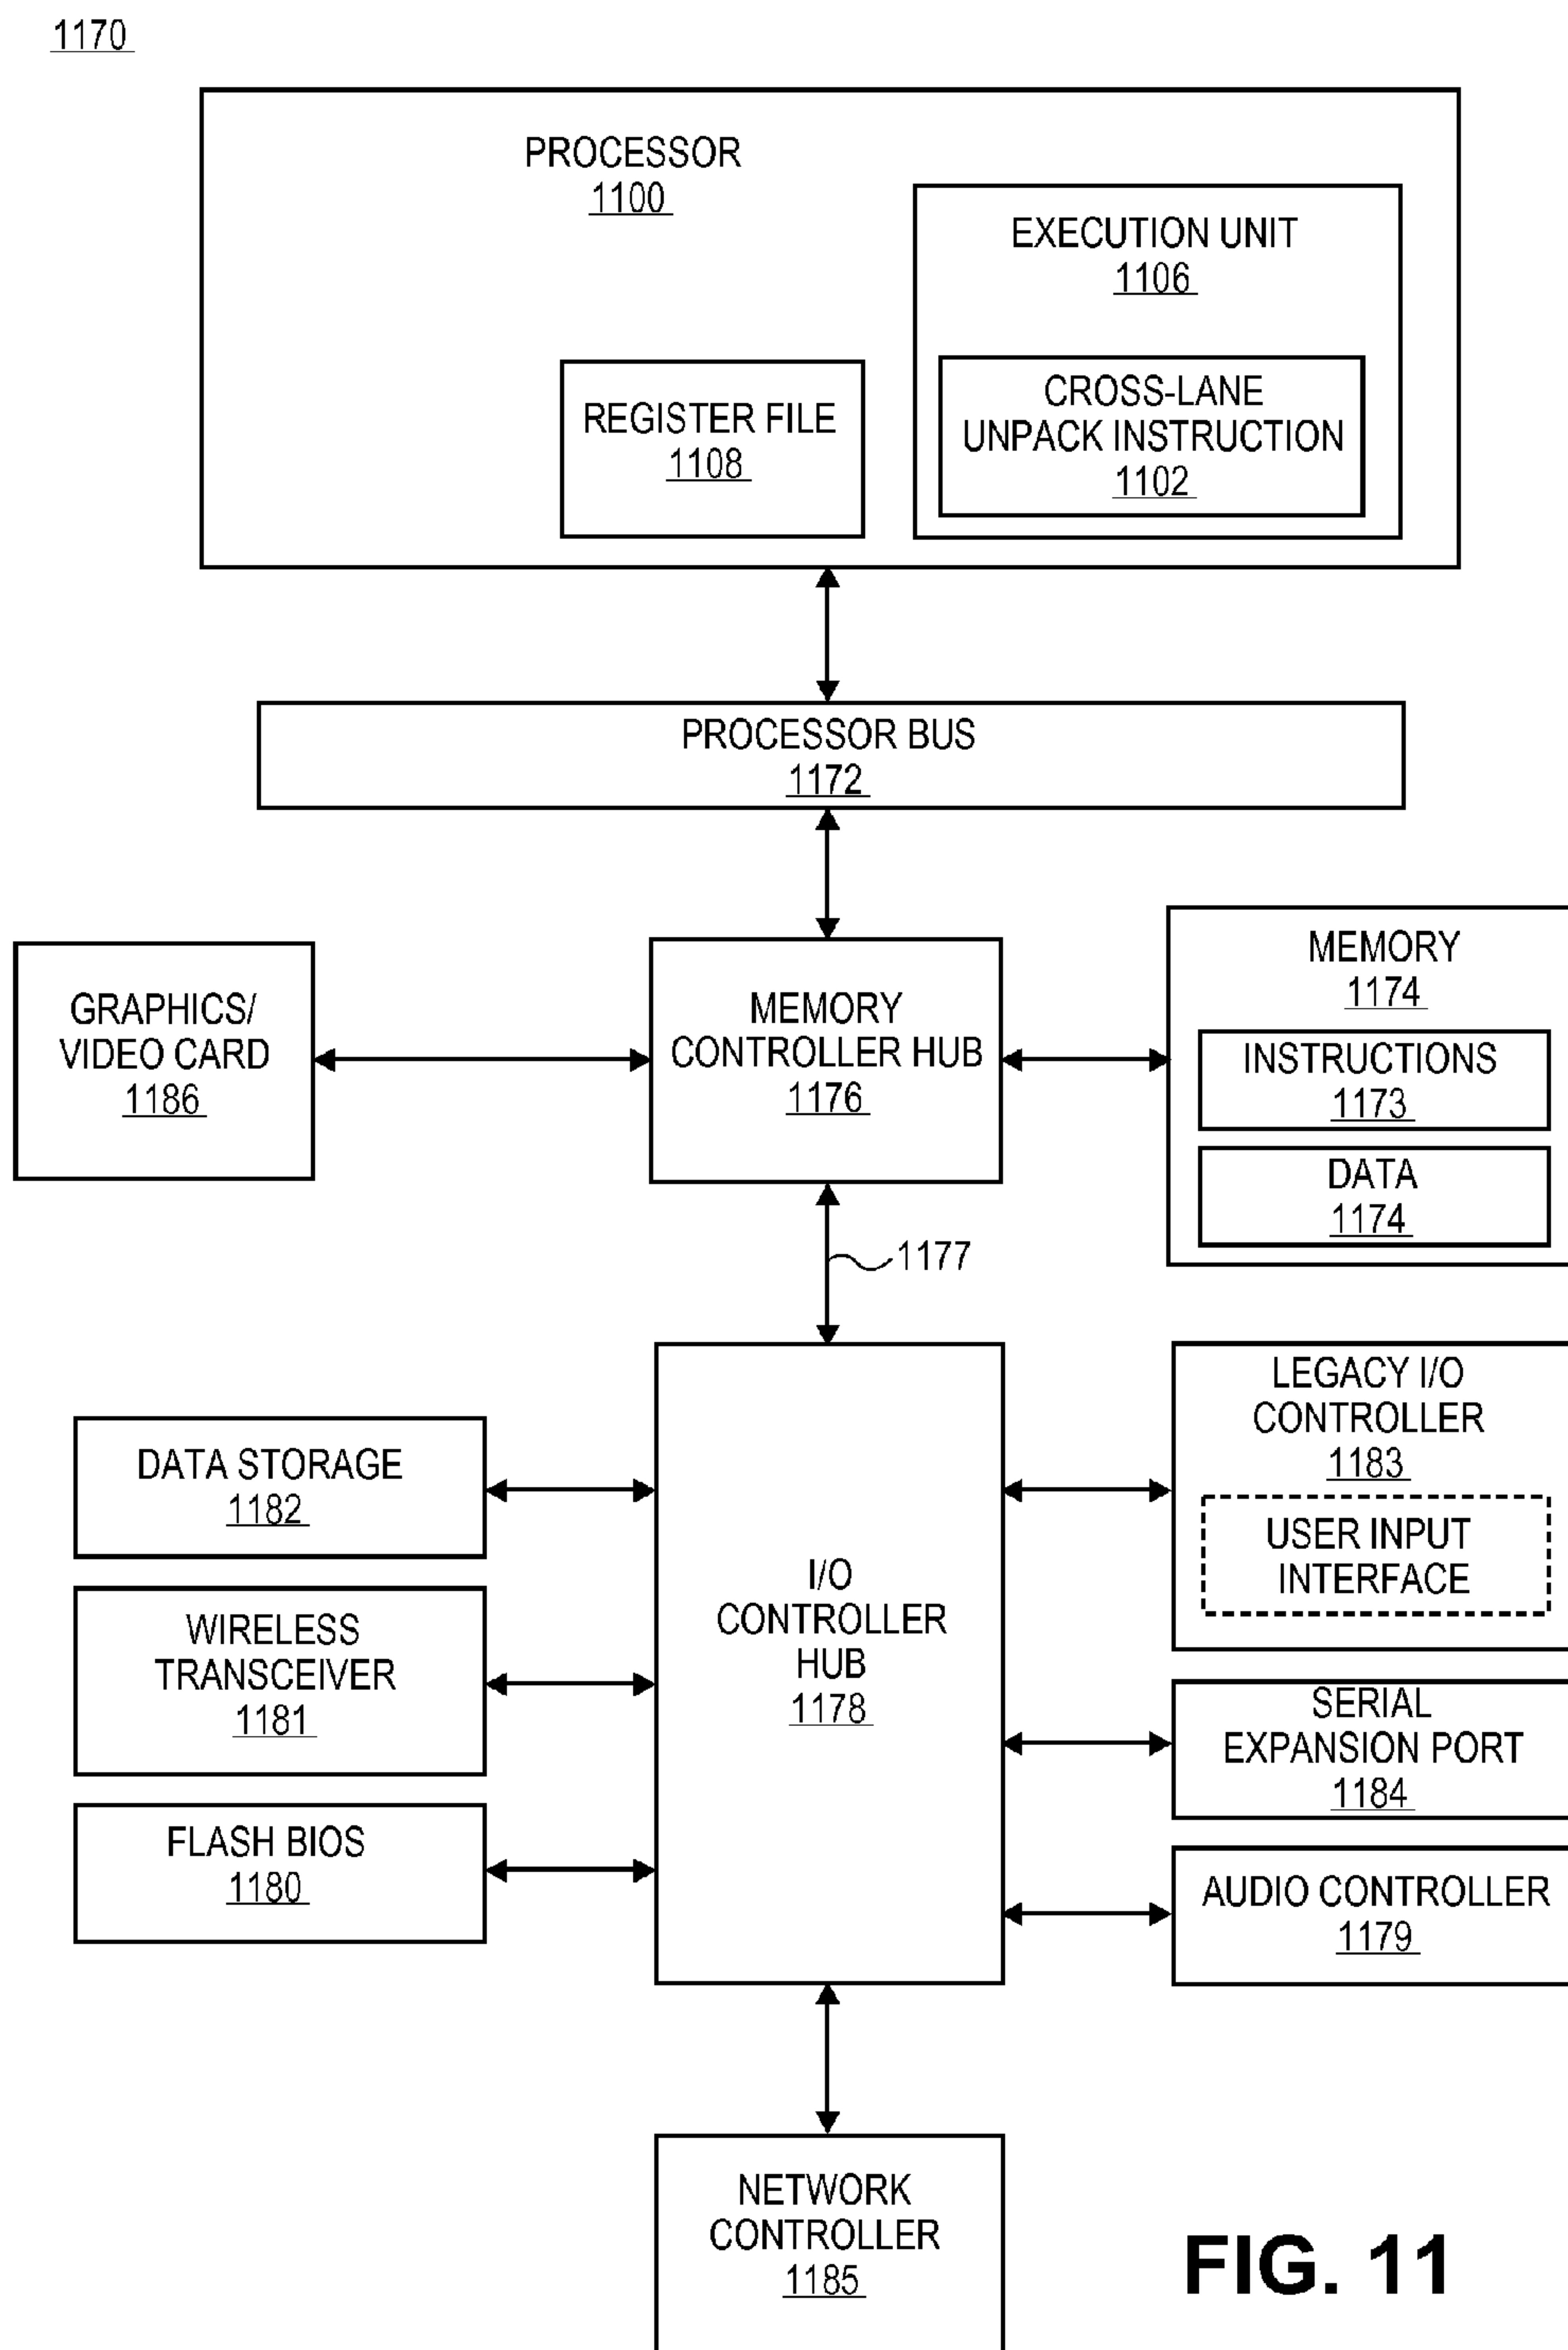 1170
PROCESSOR
1100
EXECUTION UNIT
1106
REGISTER FILE
1108
CROSS-LANE
UNPACK INSTRUCTION
1102
PROCESSOR BUS
1172
GRAPHICS/
VIDEO CARD
1186
MEMORY
CONTROLLER HUB
1176
MEMORY
1174
INSTRUCTIONS
1173
DATA
1174
1177
DATA STORAGE
1182
WIRELESS
TRANSCEIVER
1181
FLASH BIOS
1180
I/O
CONTROLLER
HUB
1178
LEGACY I/O
CONTROLLER
1183
USER INPUT
INTERFACE
SERIAL
EXPANSION PORT
1184
AUDIO CONTROLLER
1179
NETWORK
CONTROLLER
1185
FIG. 11